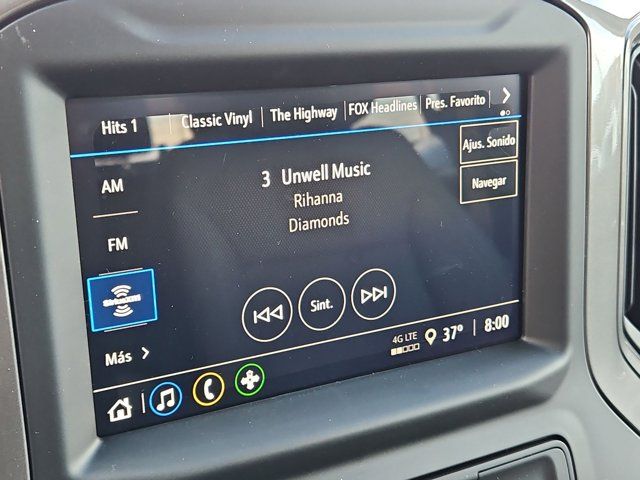 Hits 1 Classic Vinyl The Highway FOX Headlines Pres. Favorito
AM
3 Unwell Music
Ajus. Sonido
Rihanna
Navegar
Diamonds
FM
SiriusXM
Sint.
Más
4G LTE
37° 8:00